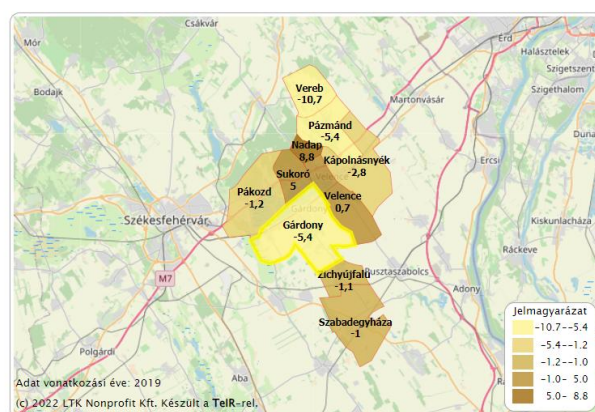 Csákvár
Mór
Érd
Halásztelek
Szigetszent
Szigethalom
Bodajk
Vereb
-10,7
Martonvásár
Pázmánd
-5,4
Nadap
8,8
Kápolnásnyék
-2,8
Ercsi
Sukoró
5
Pákozd
-1,2
Velence
0,7
Székesfehérvár
Gárdony
-5,4
Kiskunlacháza
Ráckeve
M7
Zichyújfalu
-1,1
Pusztaszabolcs
Adony
Szabadegyháza
-1
Polgárdi
Aba
Jelmagyarázat
-10.7--5.4
-5.4--1.2
-1.2--1.0
-1.0- 5.0
5.0- 8.8
Adat vonatkozási éve: 2019
(c) 2022 LTK Nonprofit Kft. Készült a TeIR-rel.